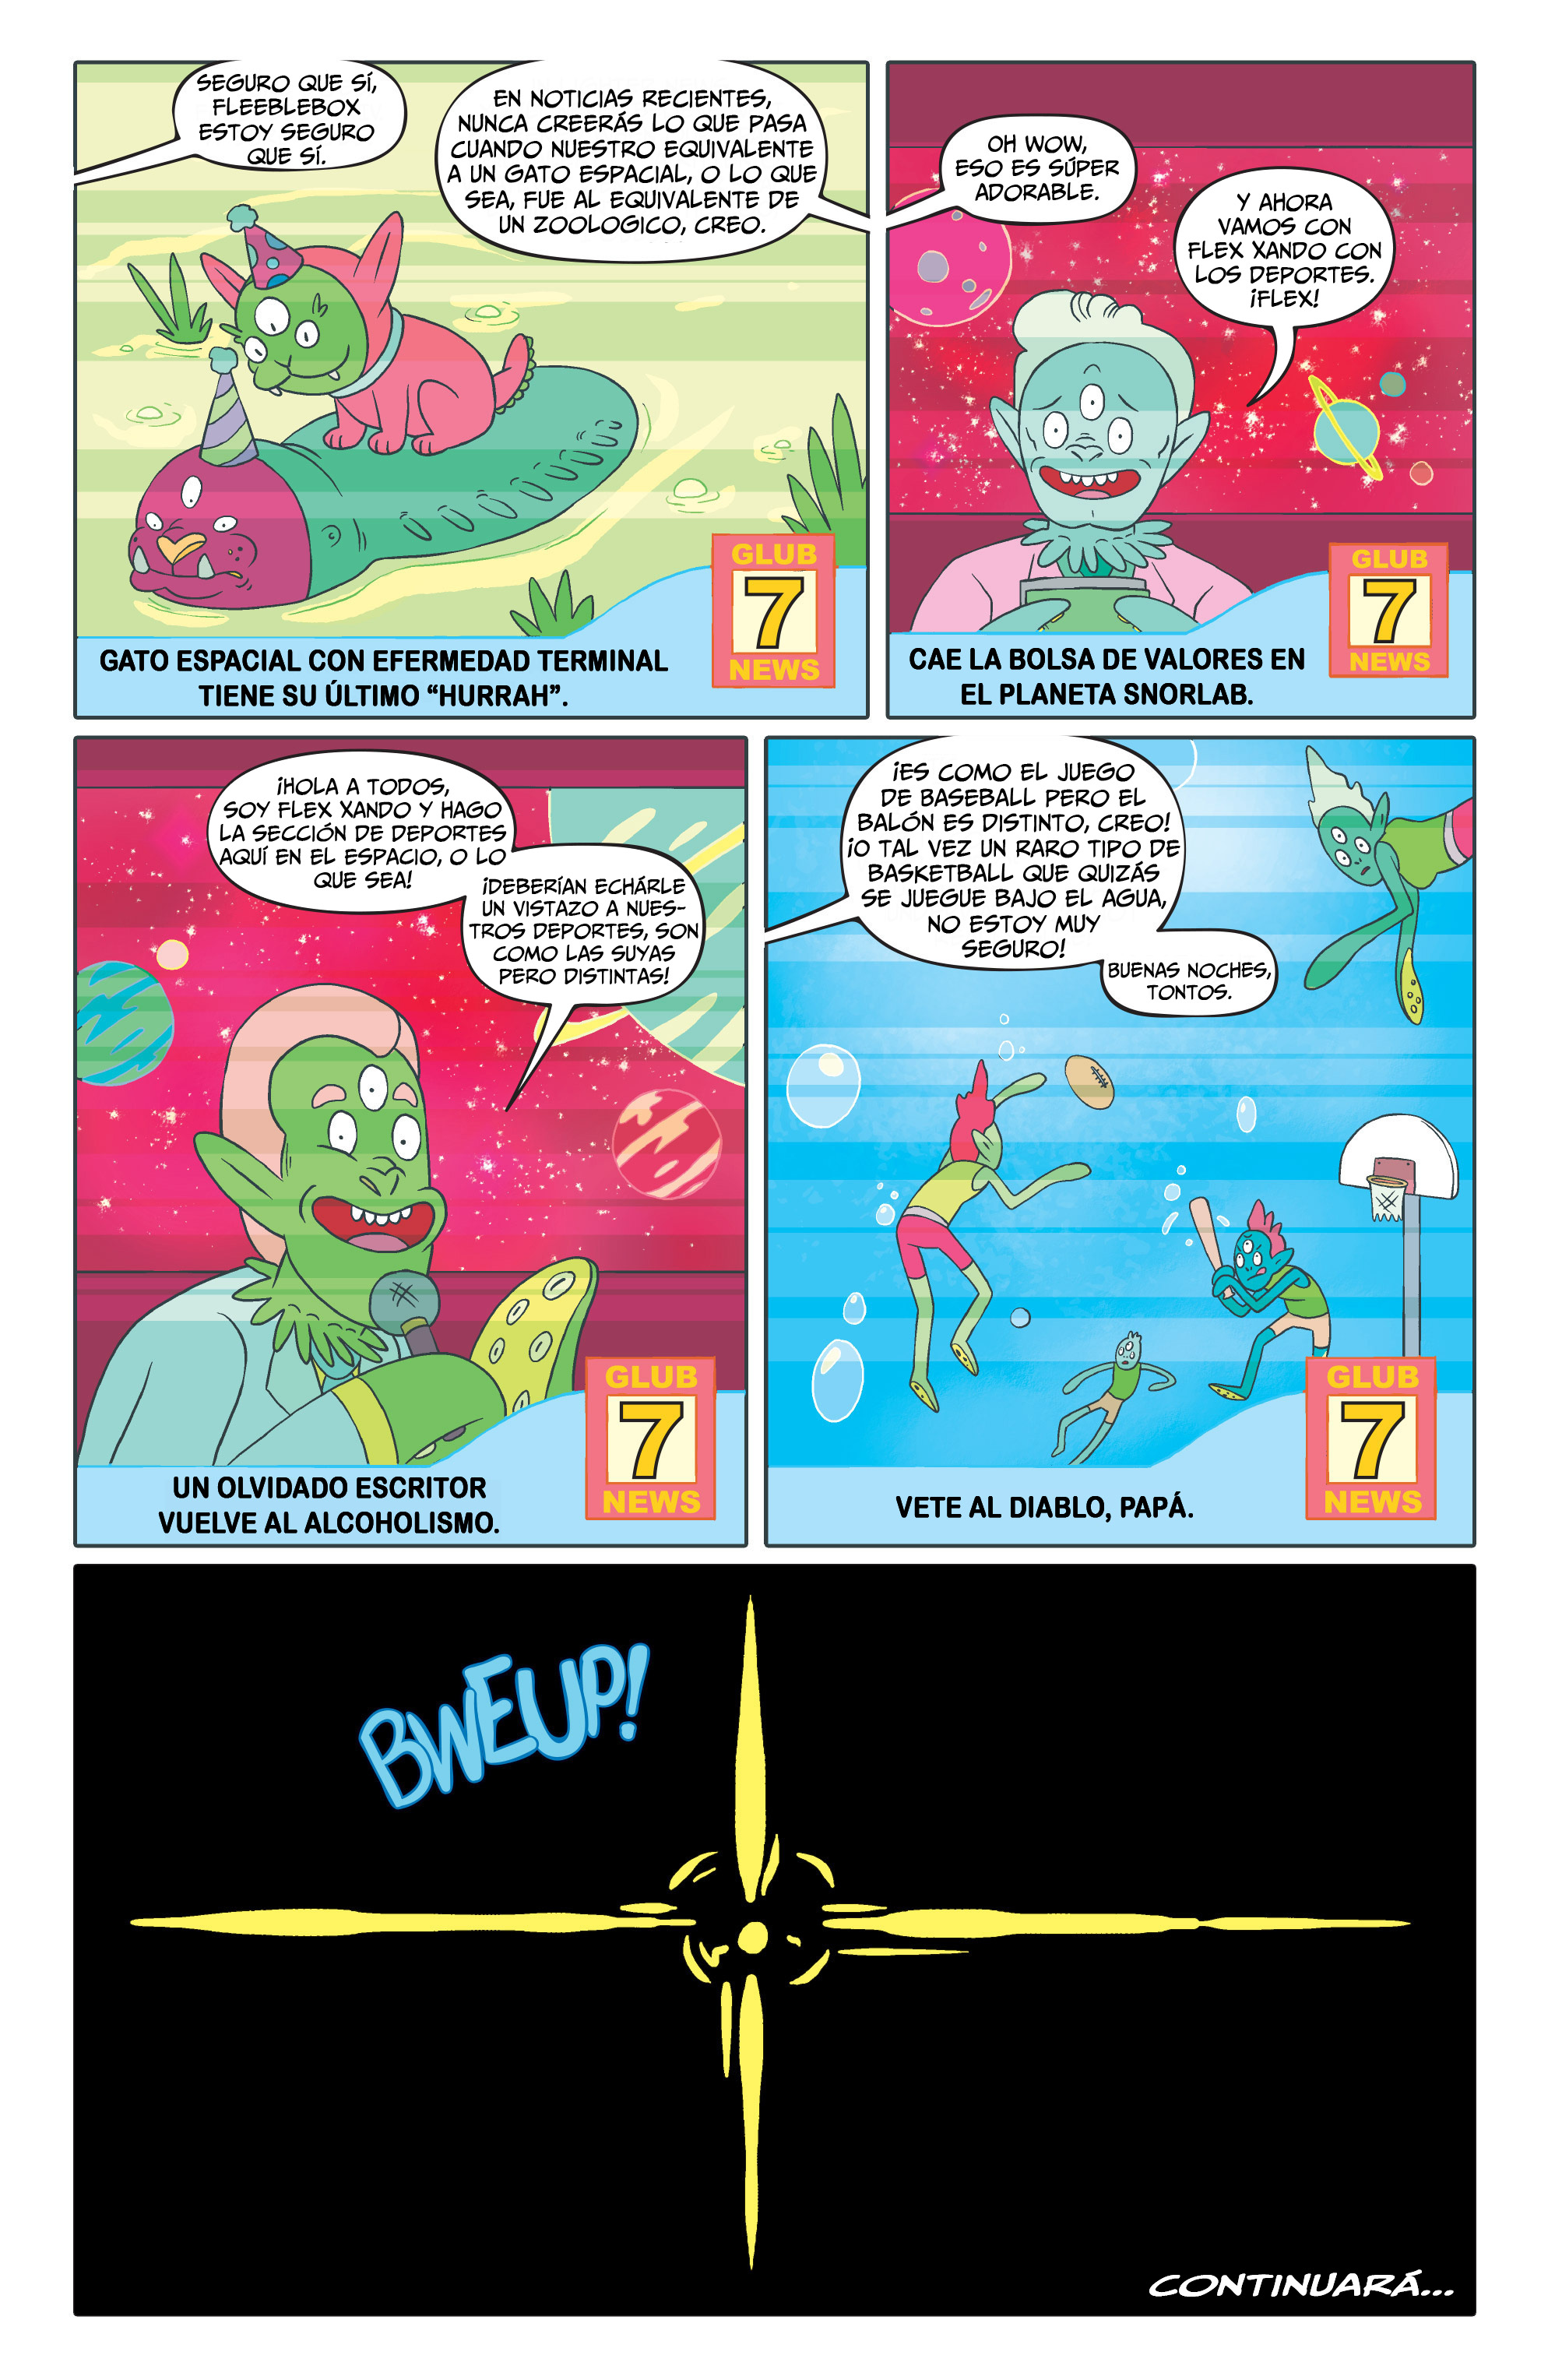 SEGURO QUE SÍ,
FLEEBLEBOX
ESTOY SEGURO
QUE SÍ.
EN NOTICIAS RECIENTES,
NUNCA CREERÁS LO QUE PASA
CUANDO NUESTRO EQUIVALENTE
A UN GATO ESPACIAL, O LO QUE
SEA, FUE AL EQUIVALENTE DE
UN ZOOLOGICO, CREO.
GLUB
7
NEWS
GATO ESPACIAL CON EFERMEDAD TERMINAL
TIENE SU ÚLTIMO “HURRAH”.
OH WOW,
ESO ES SÚPER
ADORABLE.
Y AHORA
VAMOS CON
FLEX XANDO CON
LOS DEPORTES.
¡FLEX!
GLUB
7
NEWS
CAE LA BOLSA DE VALORES EN
EL PLANETA SNORLAB.
¡HOLA A TODOS,
SOY FLEX XANDO Y HAGO
LA SECCIÓN DE DEPORTES
AQUÍ EN EL ESPACIO, O LO
QUE SEA!
¡DEBERÍAN ECHÁRLE
UN VISTAZO A NUES-
TROS DEPORTES, SON
COMO LAS SUYAS
PERO DISTINTAS!
GLUB
7
NEWS
UN OLVIDADO ESCRITOR
VUELVE AL ALCOHOLISMO.
¡ES COMO EL JUEGO
DE BASEBALL PERO EL
BALÓN ES DISTINTO, CREO!
¡O TAL VEZ UN RARO TIPO DE
BASKETBALL QUE QUIZÁS
SE JUEGUE BAJO EL AGUA,
NO ESTOY MUY
SEGURO!
BUENAS NOCHES,
TONTOS.
GLUB
7
NEWS
VETE AL DIABLO, PAPÁ.
BWEUP!
CONTINUARÁ...